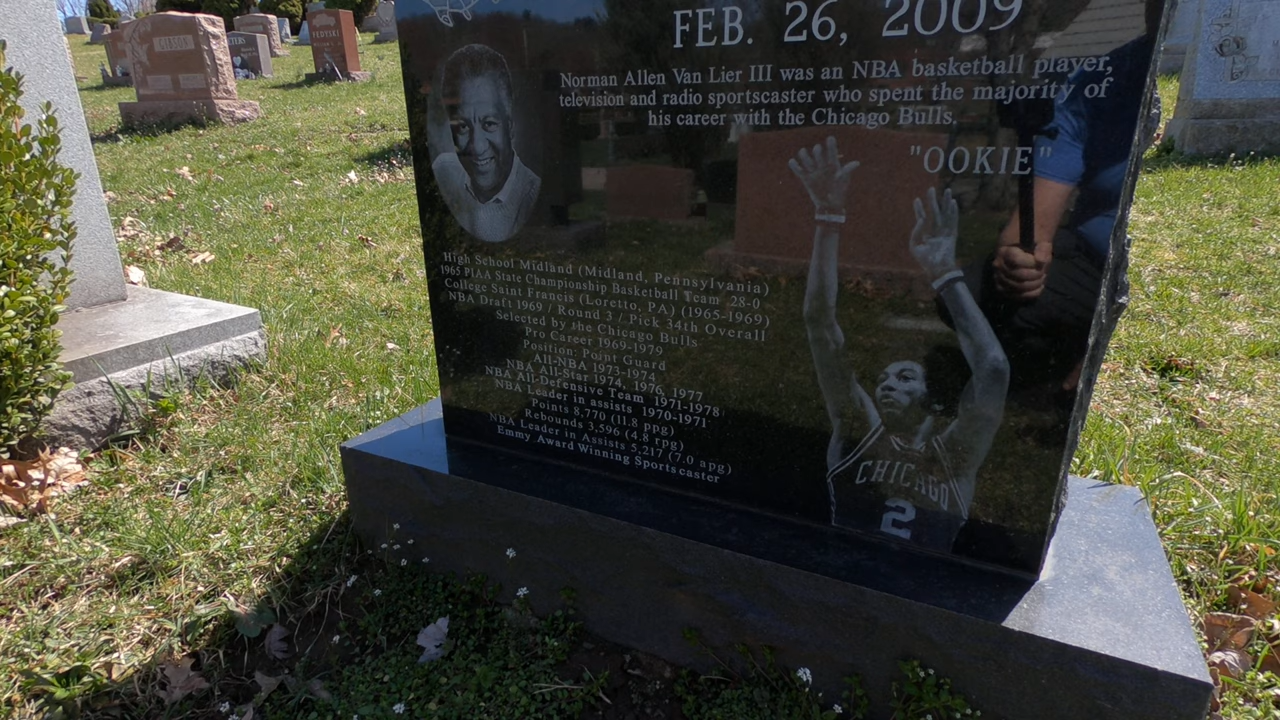 FEB. 26, 2009
Norman Allen Van Lier III was an NBA basketball player,
television and radio sportscaster who spent the majority of
his career with the Chicago Bulls.
"OOKIE"
High School Midland (Midland, Pennsylvania)
1965 PIAA State Championship Basketball Team 28-0
College Saint Francis (Loretto, PA) (1965-1969)
NBA Draft 1969 / Round 3 / Pick 34th Overall
Selected by the Chicago Bulls
Pro Career 1969-1979
Position: Point Guard
All-NBA 1973-1974
NBA All-Star 1974, 1976, 1977
NBA All-Defensive Team 1971-1978
NBA Leader in assists 1970-1971
Points 8,770 (11.8 ppg)
Rebounds 3,596 (4.8 rpg)
NBA Leader in Assists 5,217 (7.0 apg)
Emmy Award Winning Sportscaster
CHICAGO
2
GIBSON
FEDYSKI